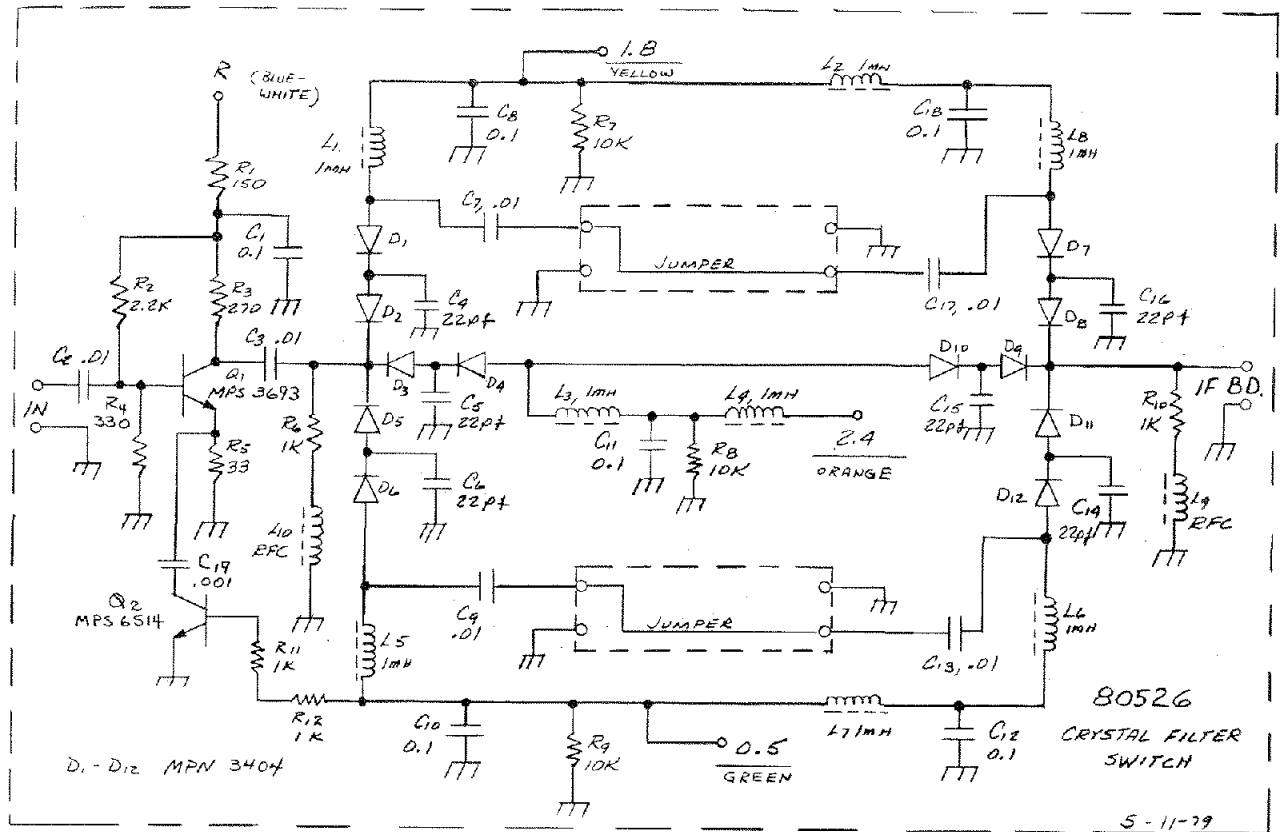 R (BLUE-
WHITE)
1.8
YELLOW
L2 1MH
C8
0.1
R7
10K
C18
0.1
L8
1MH
L1
1MH
R1
150
C7, .01
C1
0.1
D1
JUMPER
D7
R2
2.2K
R3
270
D2
C4
22pf
C17, .01
D8
C16
22pf
C3 .01
C2 .01
Q1
MPS 3693
D3
D4
D10
D9
IN
R4
330
L3, 1MH
L4, 1MH
IF BD.
R6
1K
D5
C5
22pf
C15
22pf
D11
R10
1K
R5
33
C11
0.1
R8
10K
2.4
ORANGE
D6
C6
22pf
D12
C14
22pf
L9
RFC
L10
RFC
C19
.001
Q2
MPS 6514
C9
.01
JUMPER
L6
1MH
R11
1K
L5
1MH
C13, .01
R12
1K
C10
0.1
R9
10K
0.5
GREEN
L7 1MH
C12
0.1
80526
CRYSTAL FILTER
SWITCH
D1-D12 MPN 3404
5-11-79